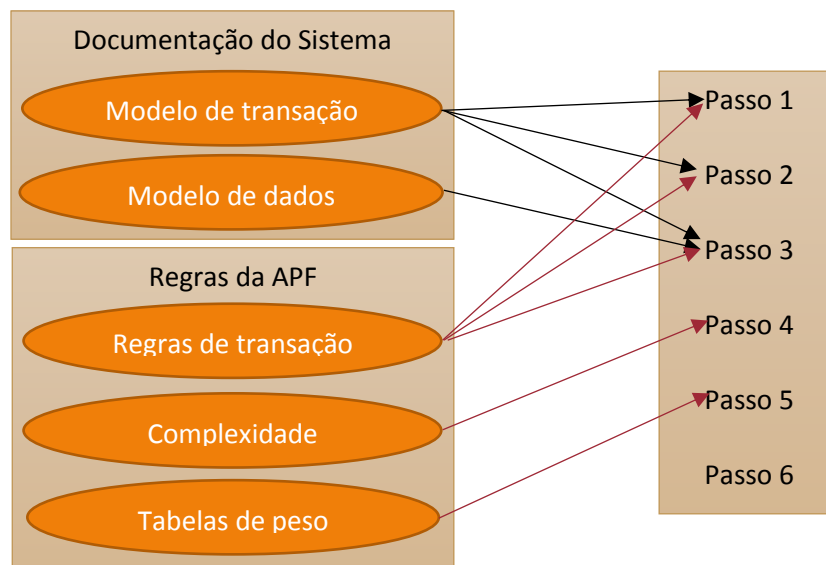 Documentação do Sistema
Modelo de transação
Modelo de dados
Regras da APF
Regras de transação
Complexidade
Tabelas de peso
Passo 1
Passo 2
Passo 3
Passo 4
Passo 5
Passo 6